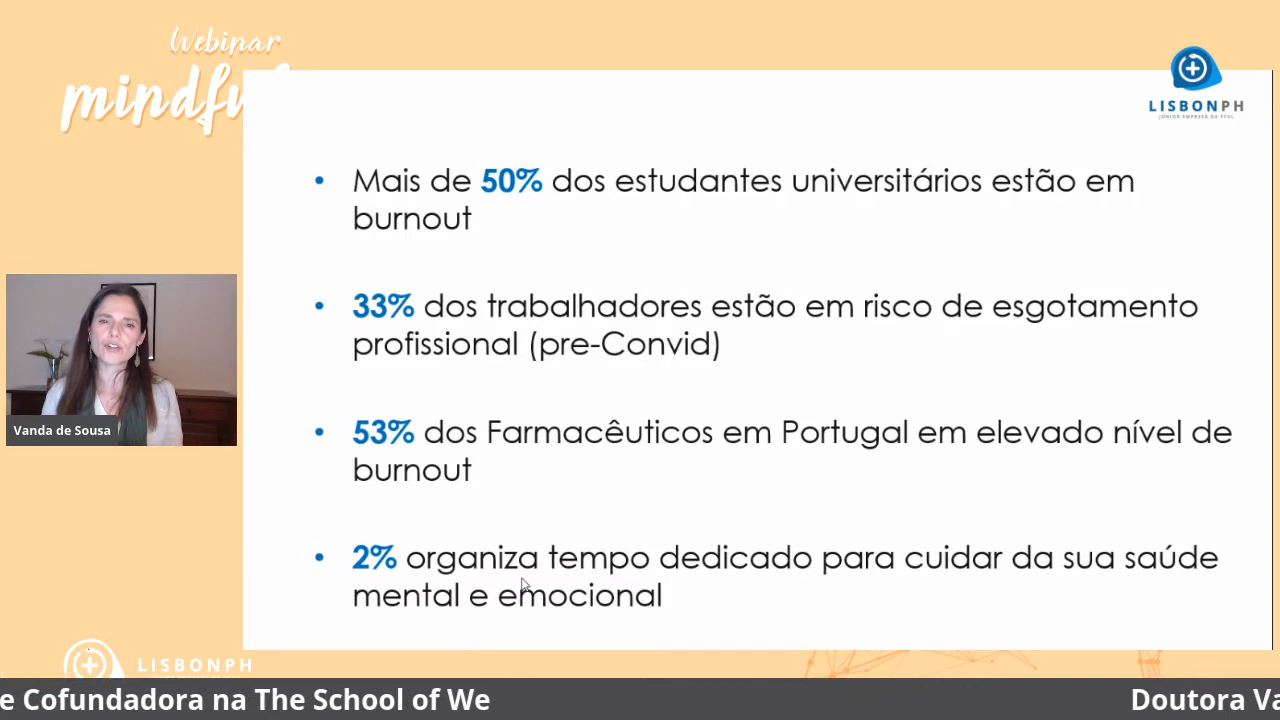 Webinar
mindful
LISBONPH
JÚNIOR EMPRESA DA FFUL
• Mais de 50% dos estudantes universitários estão em
burnout
• 33% dos trabalhadores estão em risco de esgotamento
profissional (pre-Convid)
• 53% dos Farmacêuticos em Portugal em elevado nível de
burnout
• 2% organiza tempo dedicado para cuidar da sua saúde
mental e emocional
Vanda de Sousa
LISBONPH
e Cofundadora na The School of We
Doutora Va